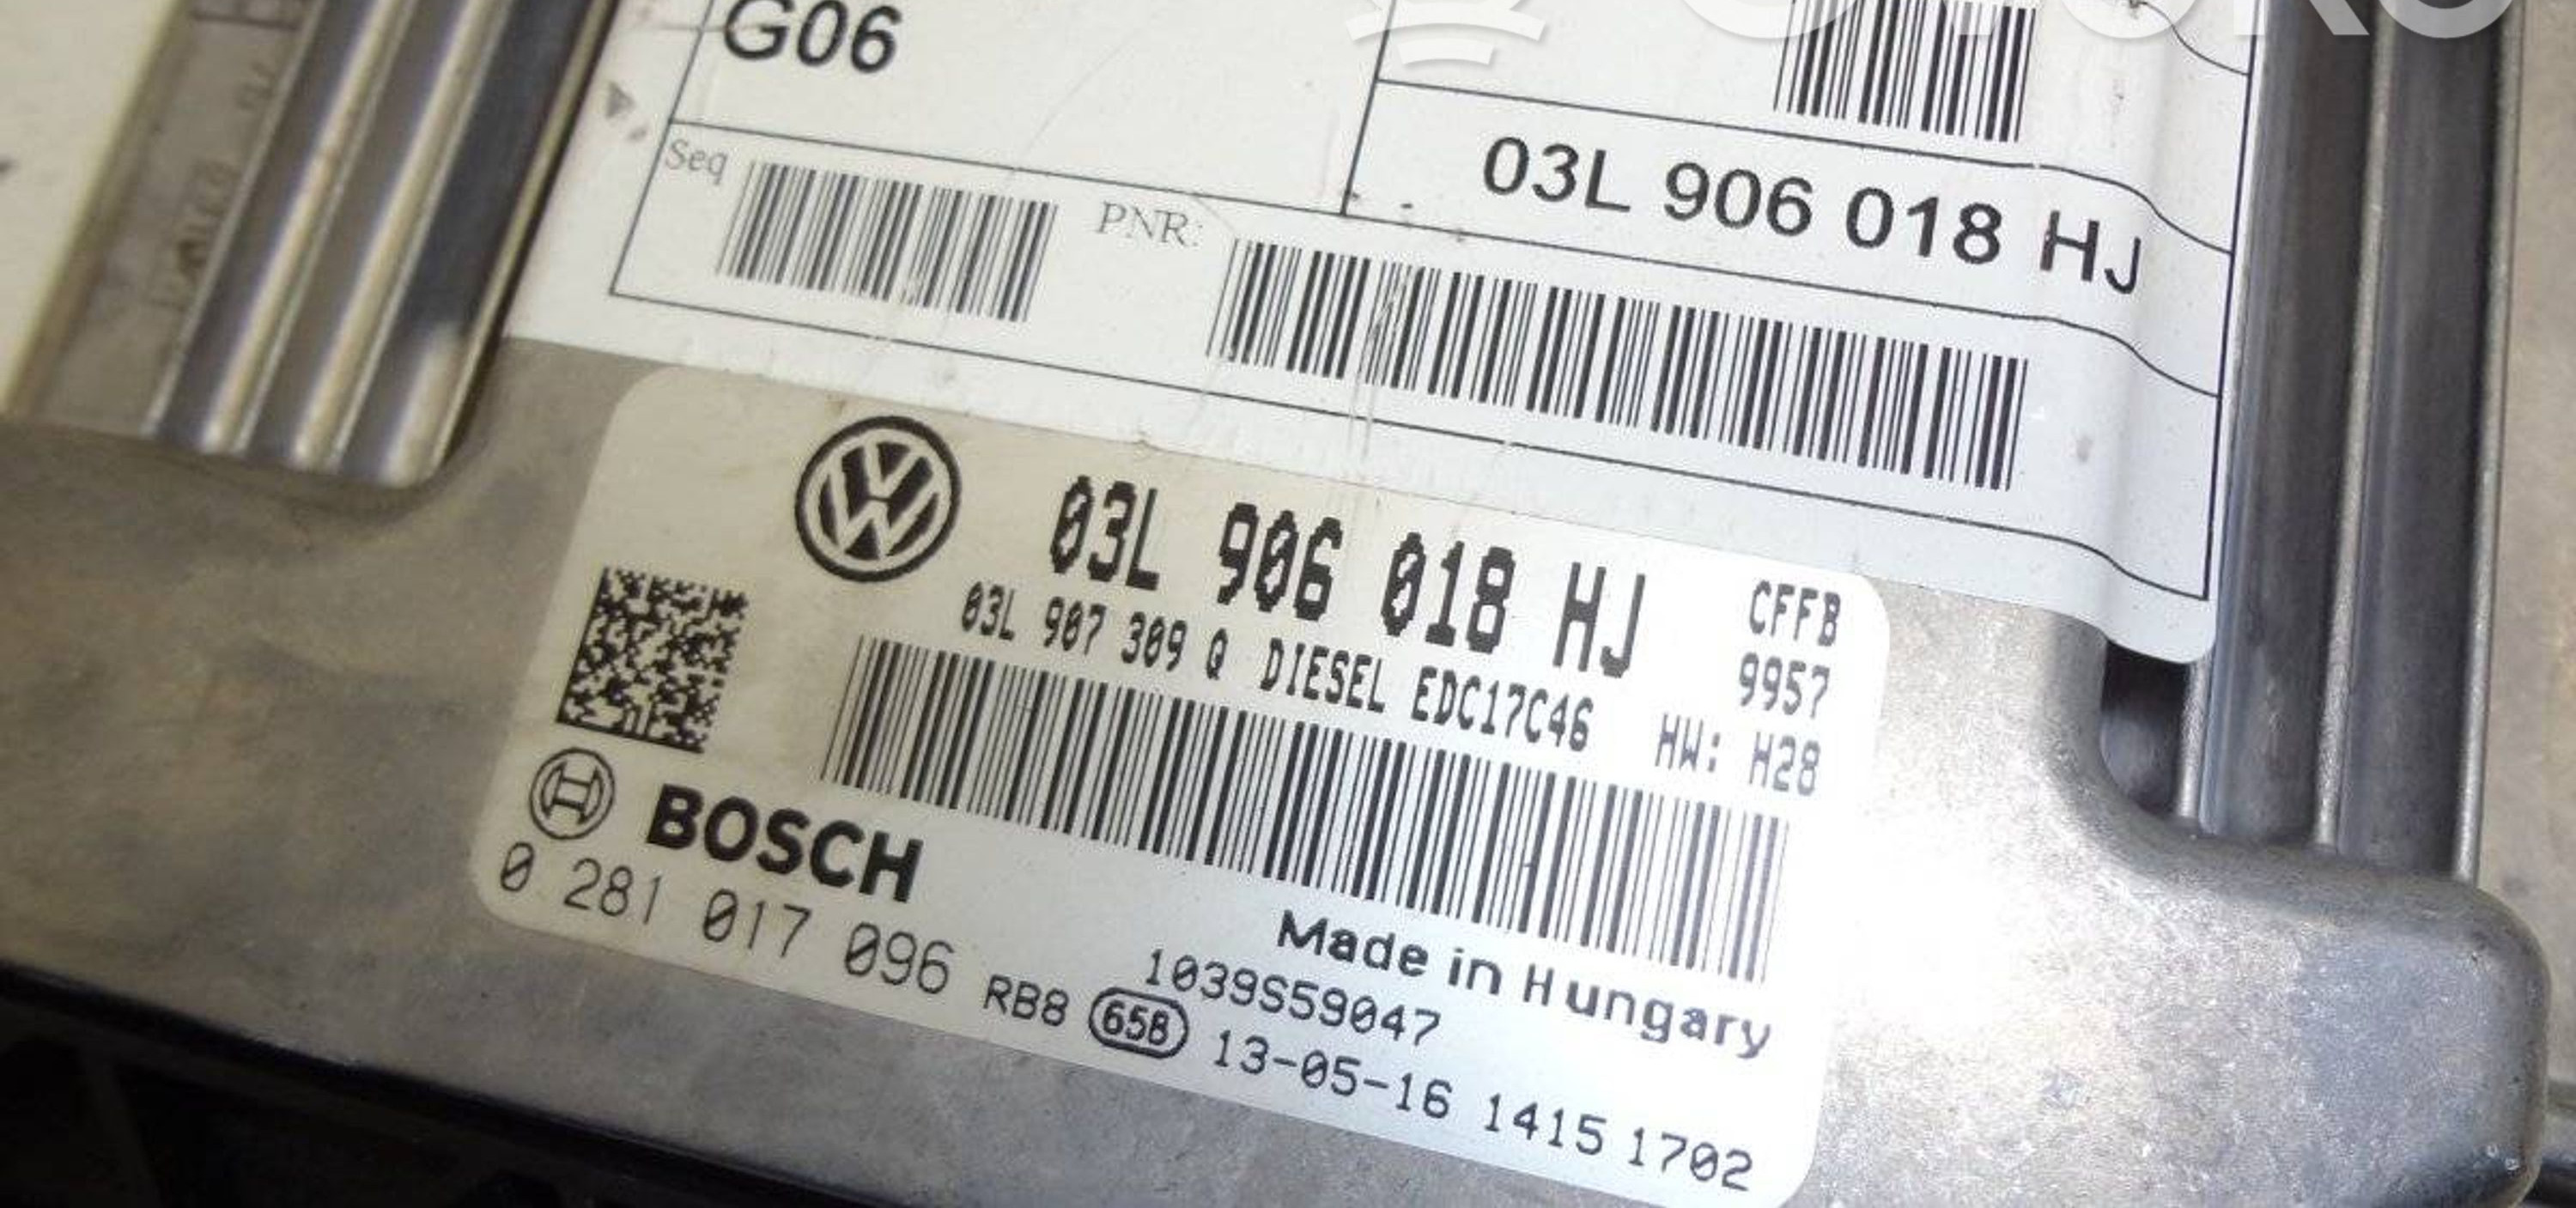 G06
03L 906 018 HJ
Seq
PNR:
03L 906 018 HJ
CFFB
03L 907 309 Q DIESEL EDC17C46
9957
HW: H28
BOSCH
0 281 017 096
Made in Hungary
1039S59047
RB8 658 13-05-16 1415 1702